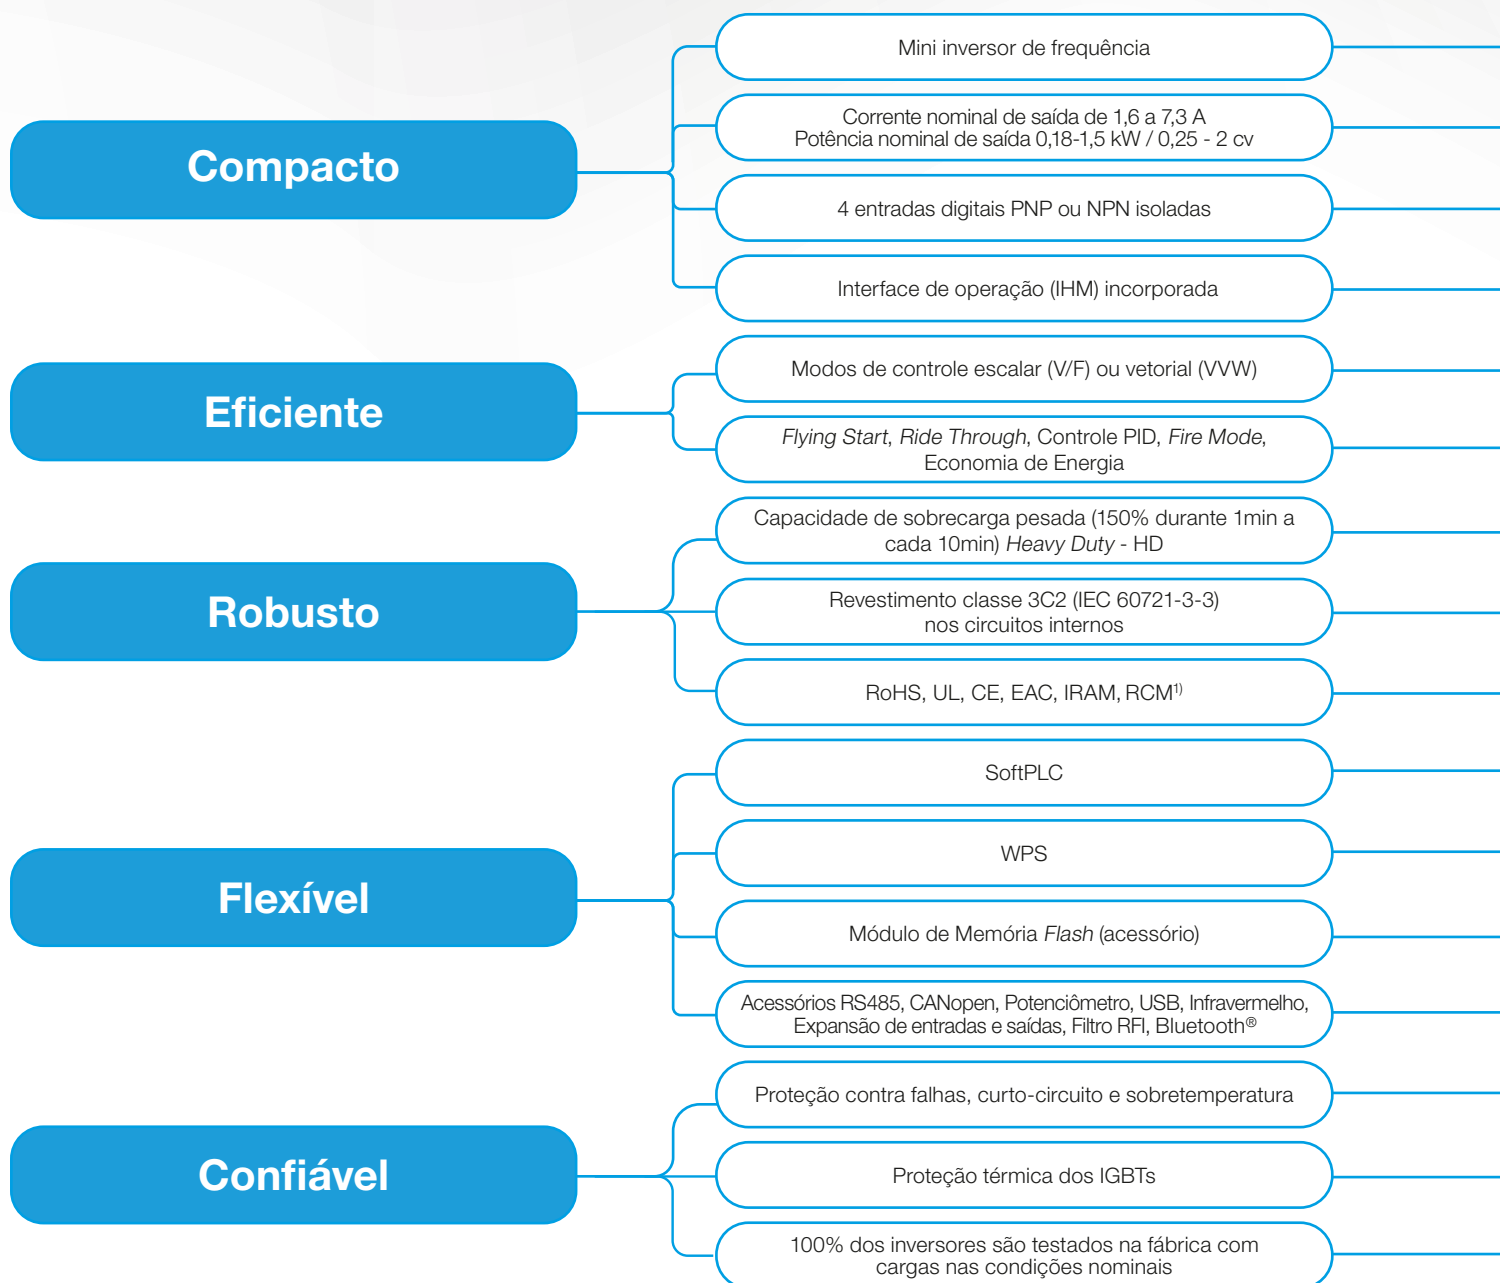 Compacto
Mini inversor de frequência
Corrente nominal de saída de 1,6 a 7,3 A
Potência nominal de saída 0,18-1,5 kW / 0,25 - 2 cv
4 entradas digitais PNP ou NPN isoladas
Interface de operação (IHM) incorporada
Eficiente
Modos de controle escalar (V/F) ou vetorial (VVW)
Flying Start, Ride Through, Controle PID, Fire Mode,
Economia de Energia
Robusto
Capacidade de sobrecarga pesada (150% durante 1min a
cada 10min) Heavy Duty - HD
Revestimento classe 3C2 (IEC 60721-3-3)
nos circuitos internos
RoHS, UL, CE, EAC, IRAM, RCM¹⁾
Flexível
SoftPLC
WPS
Módulo de Memória Flash (acessório)
Acessórios RS485, CANopen, Potenciômetro, USB, Infravermelho,
Expansão de entradas e saídas, Filtro RFI, Bluetooth®
Confiável
Proteção contra falhas, curto-circuito e sobretemperatura
Proteção térmica dos IGBTs
100% dos inversores são testados na fábrica com
cargas nas condições nominais